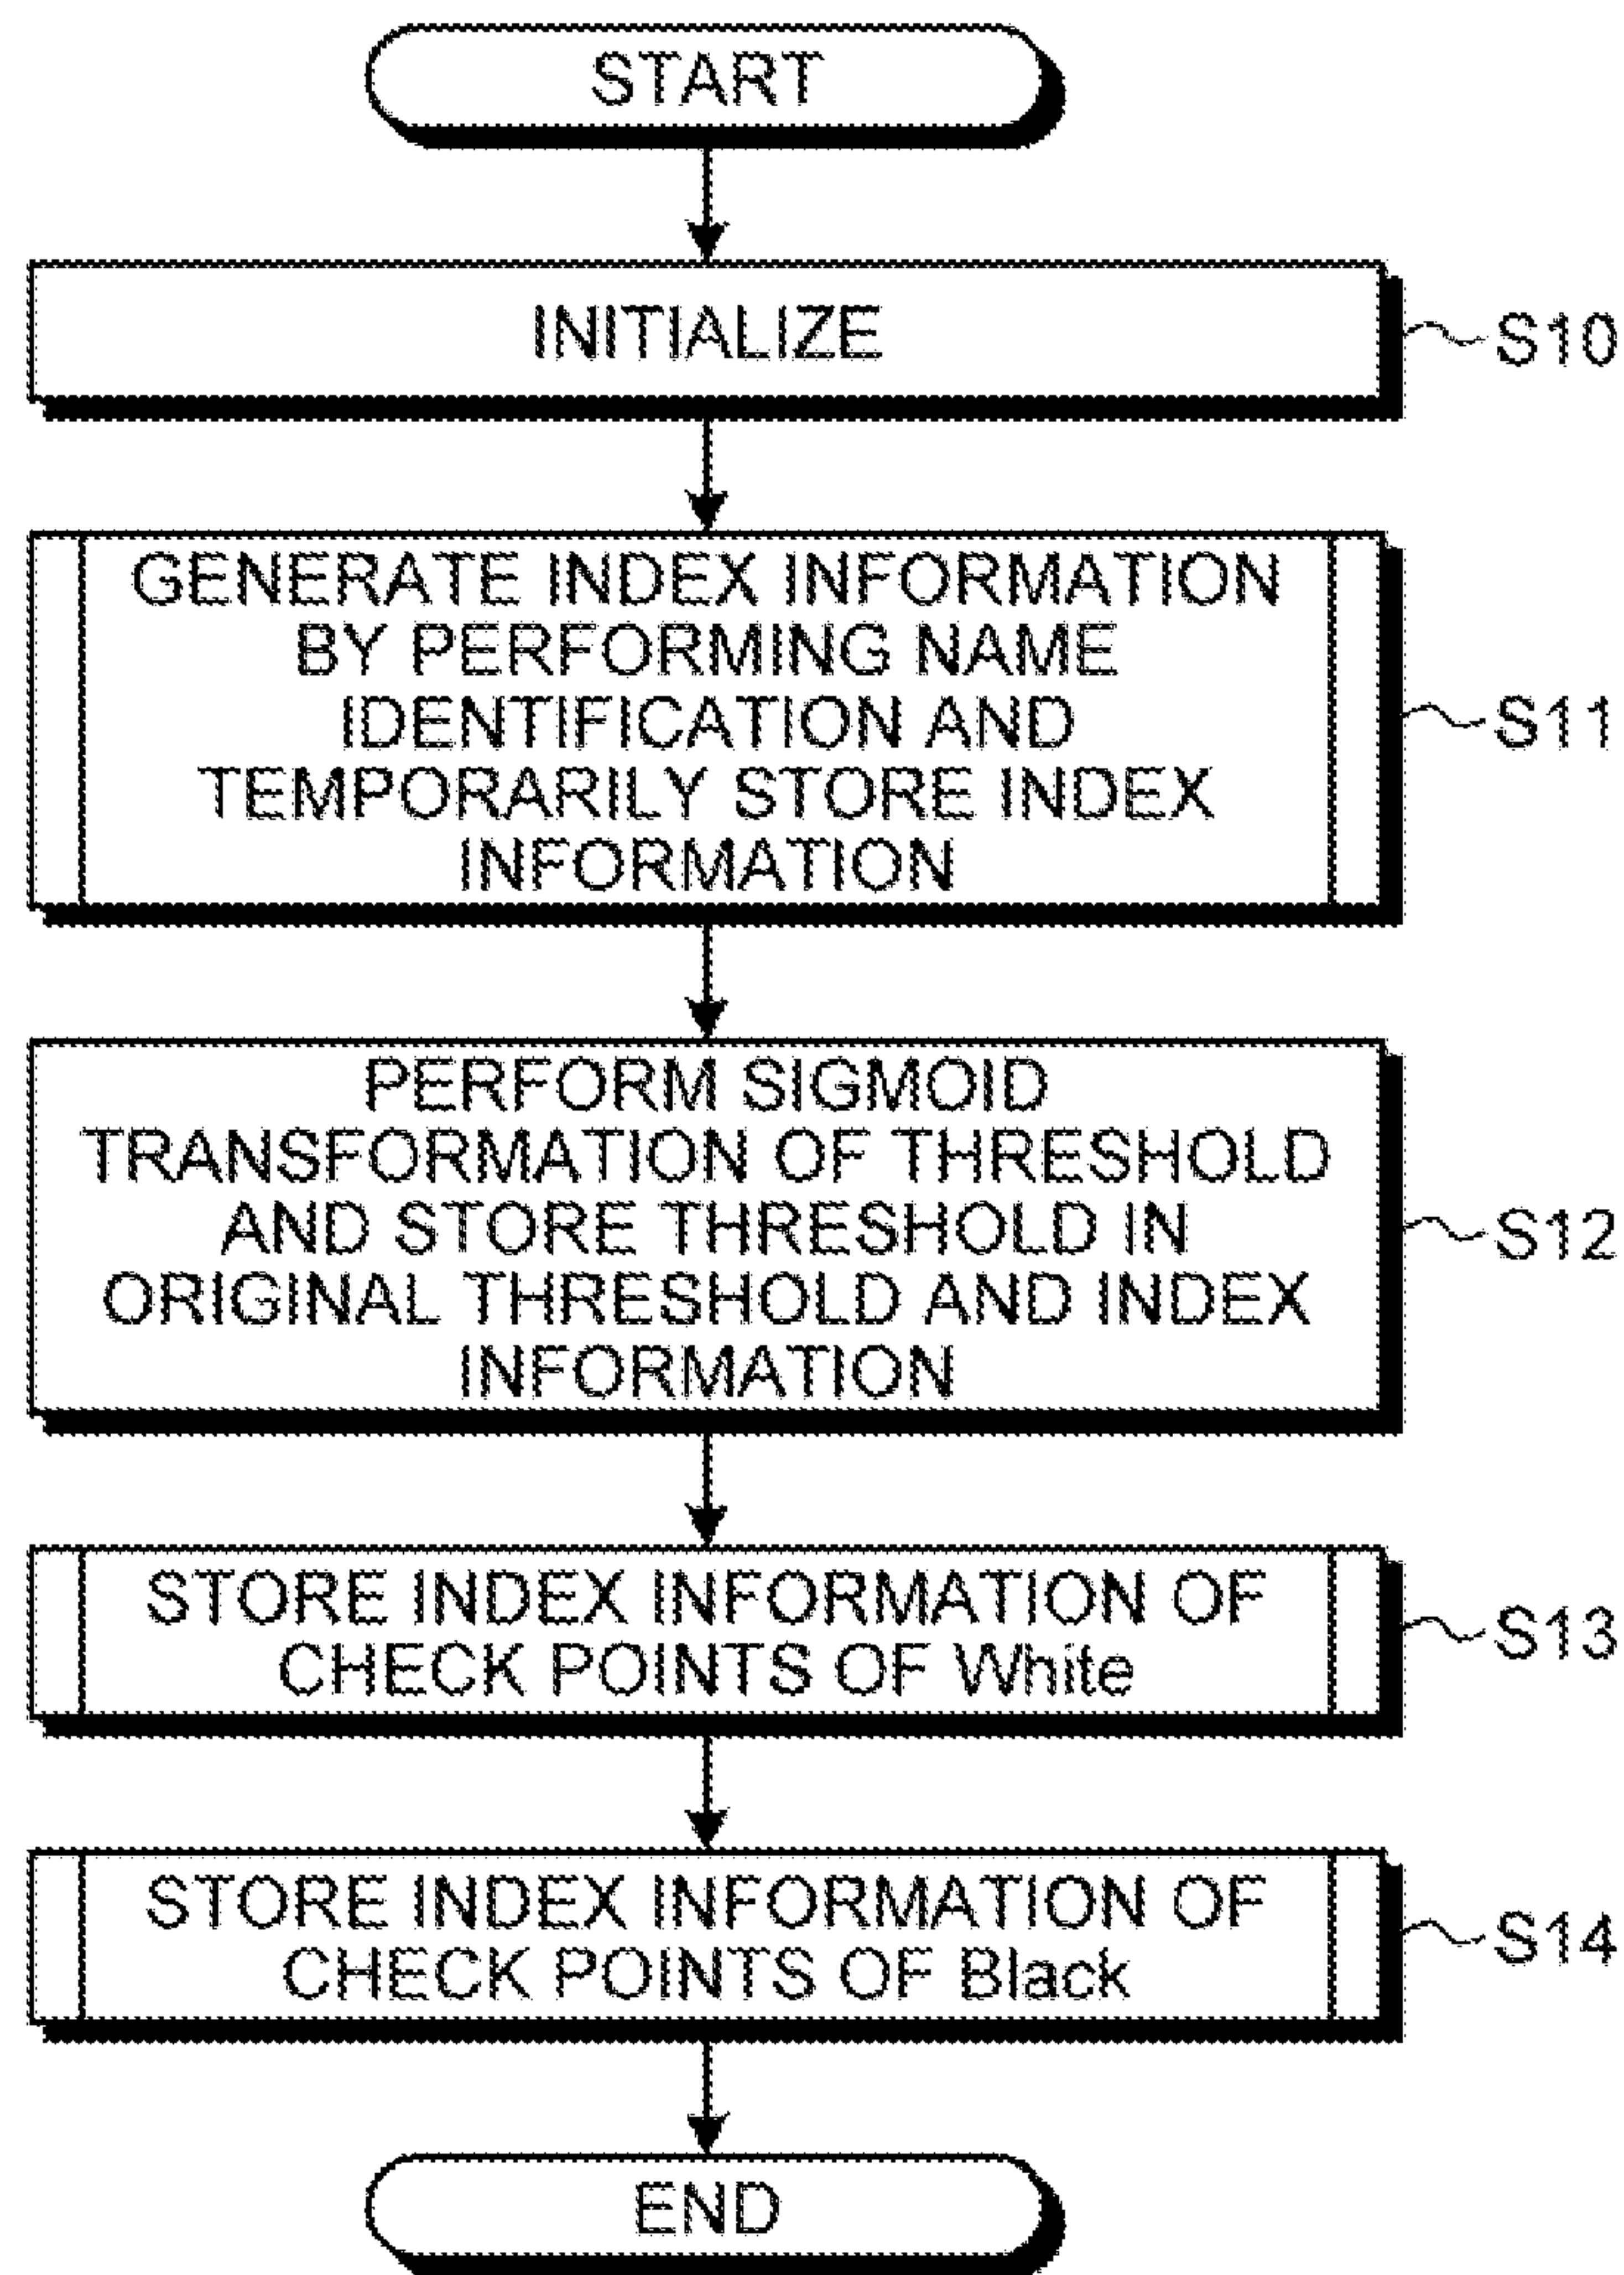 START
INITIALIZE
S10
GENERATE INDEX INFORMATION
BY PERFORMING NAME
IDENTIFICATION AND
TEMPORARILY STORE INDEX
INFORMATION
S11
PERFORM SIGMOID
TRANSFORMATION OF THRESHOLD
AND STORE THRESHOLD IN
ORIGINAL THRESHOLD AND INDEX
INFORMATION
S12
STORE INDEX INFORMATION OF
CHECK POINTS OF White
S13
STORE INDEX INFORMATION OF
CHECK POINTS OF Black
S14
END